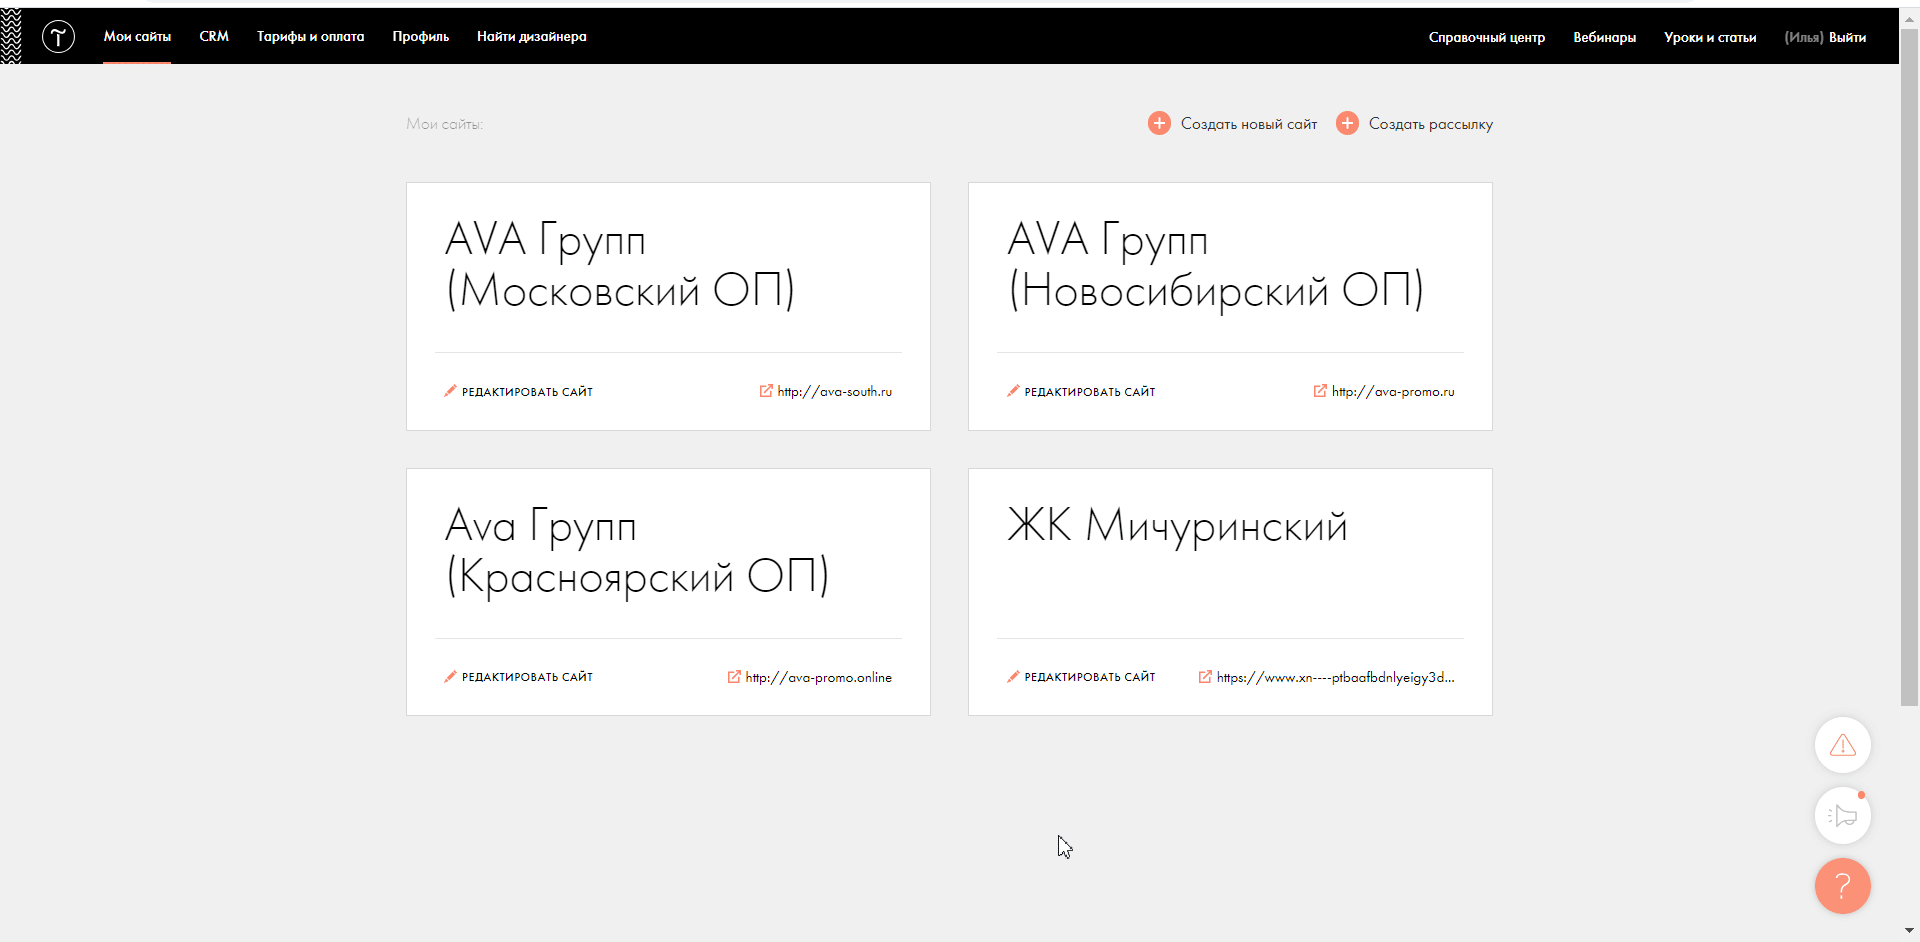 Мои сайты CRM Тарифы и оплата Профиль Найти дизайнера Справочный центр Вебинары Уроки и статьи (Илья) Выйти
Мои сайты: Создать новый сайт Создать рассылку
AVA Групп
(Московский ОП)
РЕДАКТИРОВАТЬ САЙТ http://ava-south.ru
AVA Групп
(Новосибирский ОП)
РЕДАКТИРОВАТЬ САЙТ http://ava-promo.ru
Ava Групп
(Красноярский ОП)
РЕДАКТИРОВАТЬ САЙТ http://ava-promo.online
ЖК Мичуринский
РЕДАКТИРОВАТЬ САЙТ https://www.xn----ptbaafbdnlyeigy3d...
?